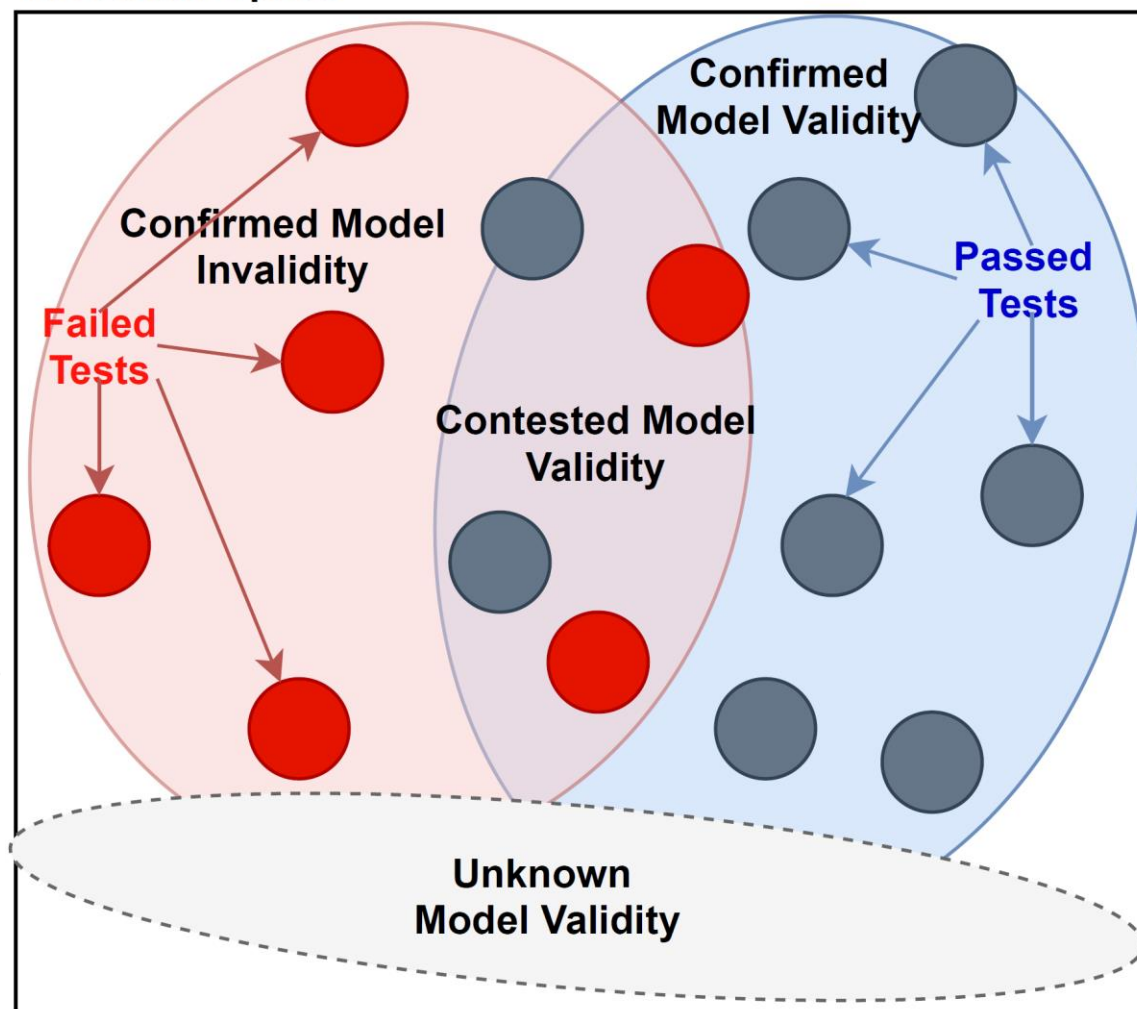 Confirmed
Model Validity
Confirmed Model
Invalidity
Passed
Tests
Failed
Tests
Contested Model
Validity
Unknown
Model Validity